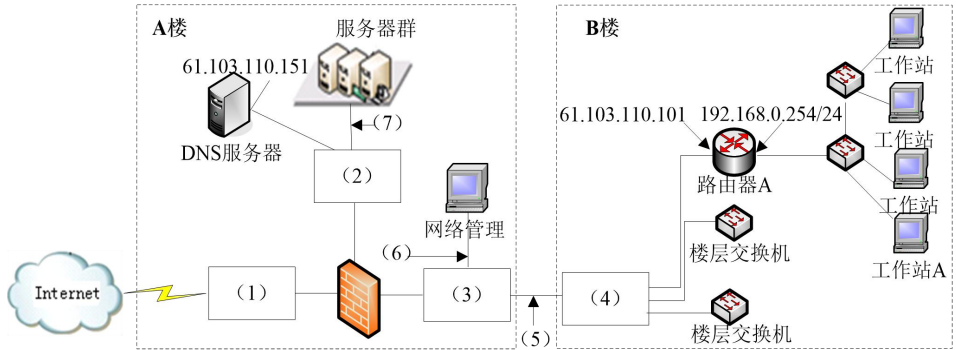 A楼
服务器群
61.103.110.151
DNS服务器
(7)
(2)
网络管理
(6)
Internet
(1)
(3)
(5)
B楼
工作站
61.103.110.101
192.168.0.254/24
工作站
路由器A
工作站
楼层交换机
工作站A
(4)
楼层交换机